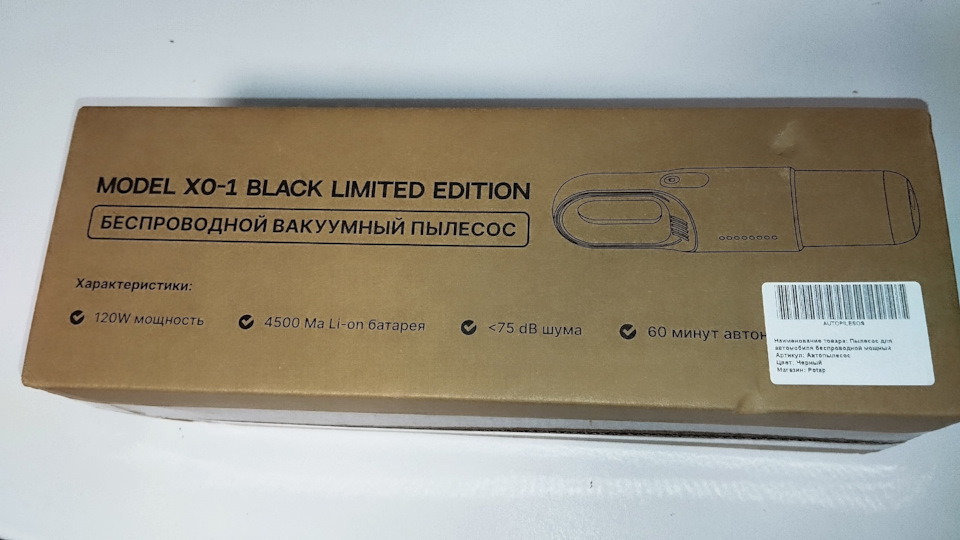 MODEL XO-1 BLACK LIMITED EDITION
БЕСПРОВОДНОЙ ВАКУУМНЫЙ ПЫЛЕСОС
Характеристики:
120W мощность
4500 Ma Li-on батарея
<75 dB шума
60 минут автон
AUTOPILESOS
Наименование товара: Пылесос для
автомобиля беспроводной мощный
Артикул: Автопылесос
Цвет: Черный
Магазин: Potap